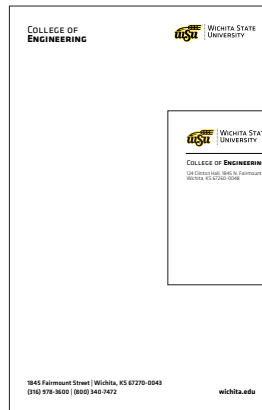 COLLEGE OF
ENGINEERING
wsu
WICHITA STATE
UNIVERSITY
wsu
WICHITA STAT
UNIVERSITY
COLLEGE OF ENGINEERING
124 Clinton Hall, 1845 N. Fairmount
Wichita, KS 67260-0048
1845 Fairmount Street | Wichita, KS 67270-0043
(316) 978-3600 | (800) 340-7472
wichita.edu